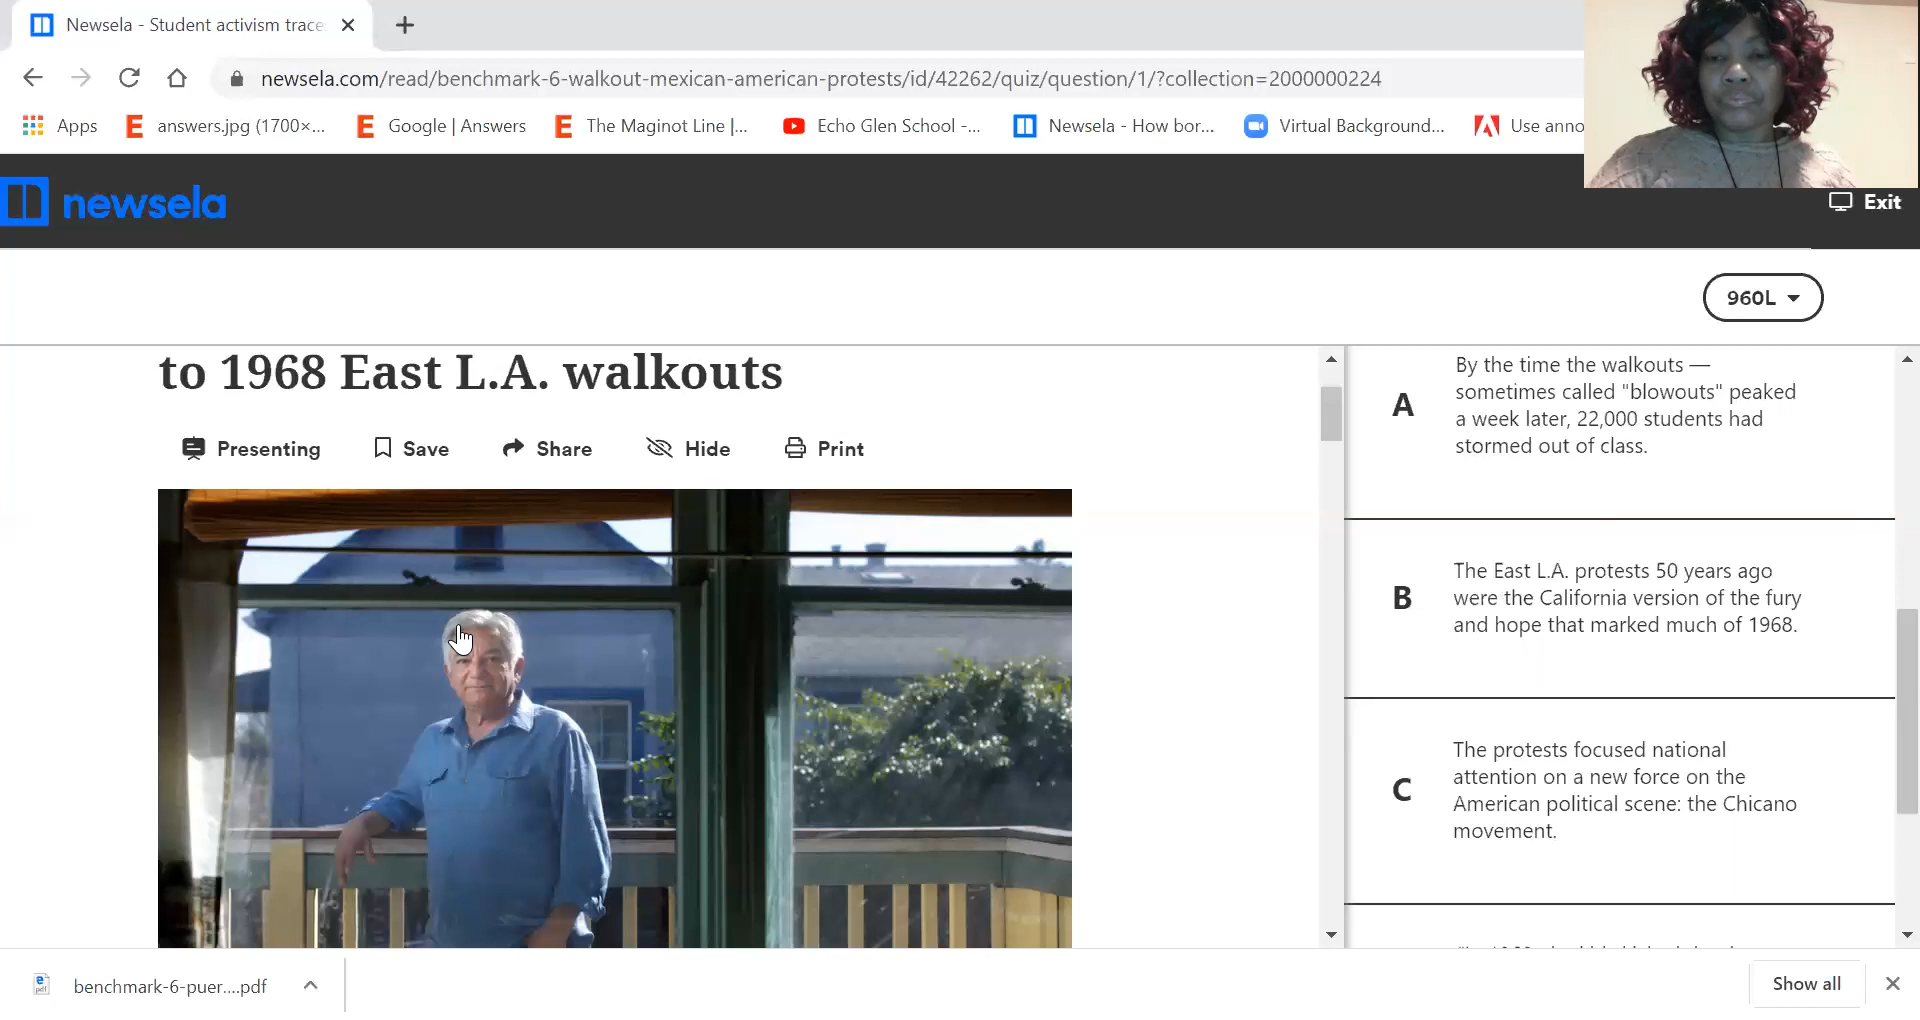 Newsela - Student activism trace
newsela.com/read/benchmark-6-walkout-mexican-american-protests/id/42262/quiz/question/1/?collection=2000000224
Apps
answers.jpg (1700×...
Google | Answers
The Maginot Line |...
Echo Glen School -...
Newsela - How bor...
Virtual Background...
Use anno
newsela
Exit
960L
to 1968 East L.A. walkouts
Presenting
Save
Share
Hide
Print
A
By the time the walkouts —
sometimes called "blowouts" peaked
a week later, 22,000 students had
stormed out of class.
B
The East L.A. protests 50 years ago
were the California version of the fury
and hope that marked much of 1968.
C
The protests focused national
attention on a new force on the
American political scene: the Chicano
movement.
benchmark-6-puer....pdf
Show all